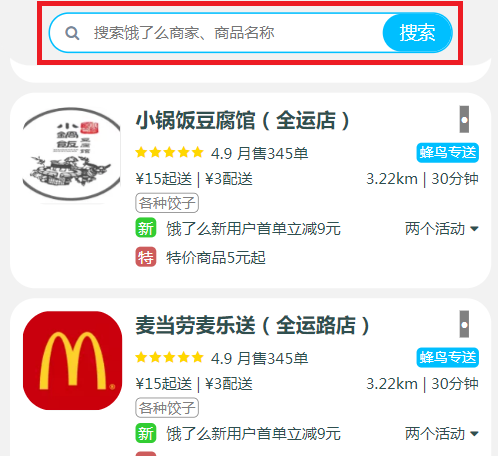 搜索饿了么商家、商品名称 搜索
小锅饭豆腐馆（全运店）
小鍋飯
4.9 月售345单 蜂鸟专送
¥15起送 | ¥3配送 3.22km | 30分钟
各种饺子
新 饿了么新用户首单立减9元 两个活动
特 特价商品5元起
麦当劳麦乐送（全运路店）
4.9 月售345单 蜂鸟专送
¥15起送 | ¥3配送 3.22km | 30分钟
各种饺子
新 饿了么新用户首单立减9元 两个活动